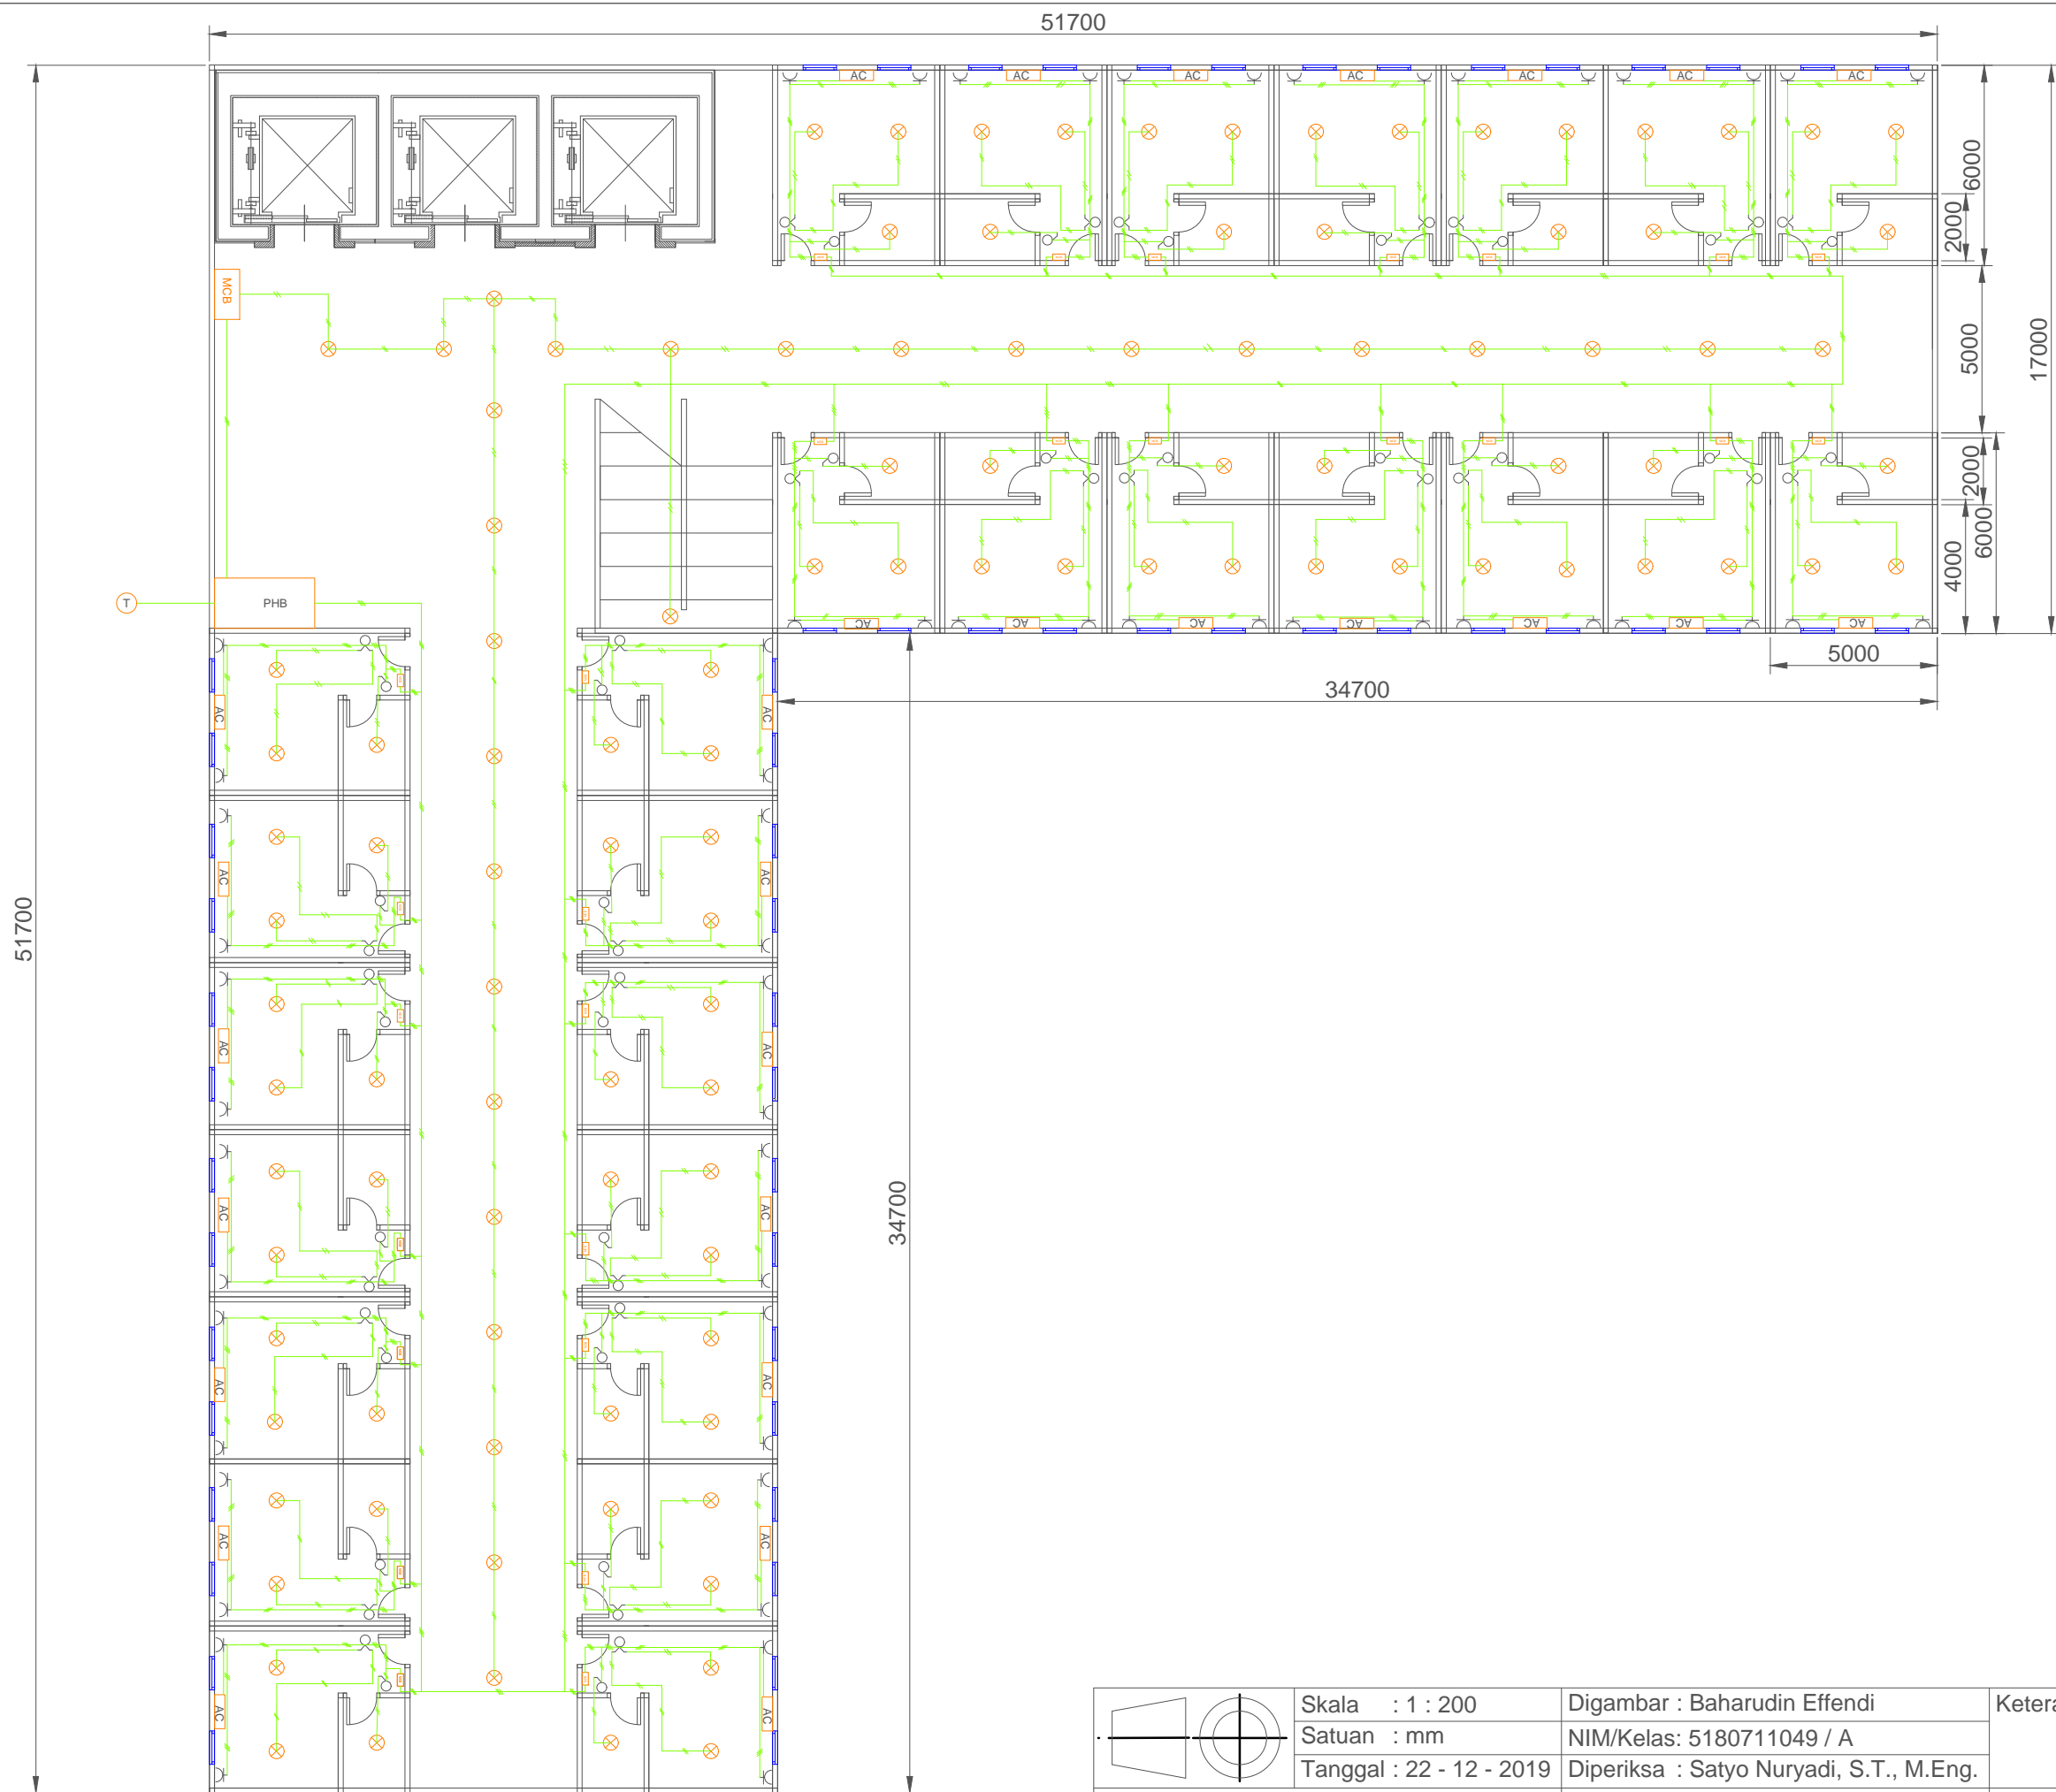 51700
AC AC AC AC AC AC AC
6000
2000
5000
17000
MCB
T
PHB
2000
6000
4000
AC AC AC AC AC AC AC
5000
34700
51700
34700
AC AC
AC AC
AC AC
AC AC
AC AC
AC AC
AC AC
Skala : 1 : 200
Satuan : mm
Tanggal : 22 - 12 - 2019
Digambar : Baharudin Effendi
NIM/Kelas: 5180711049 / A
Diperiksa : Satyo Nuryadi, S.T., M.Eng.
Ketera